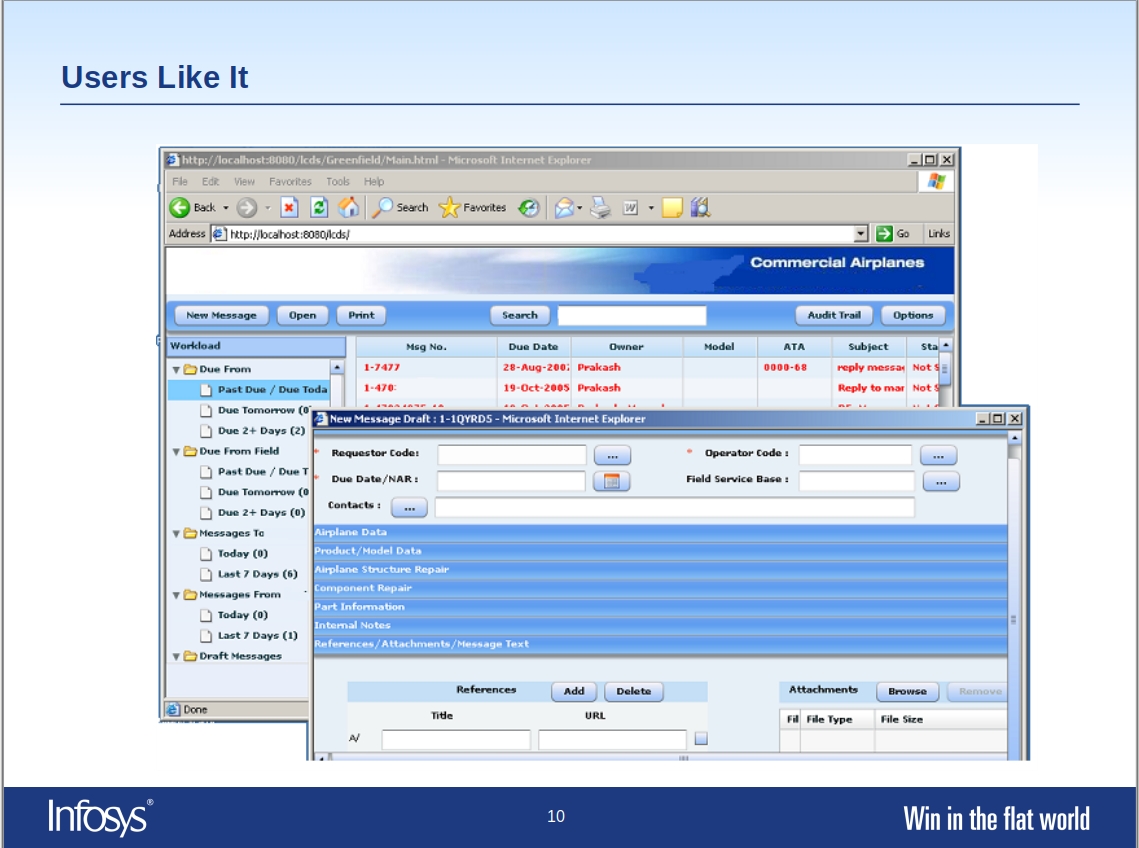 Users Like It
http://localhost:8080/lcds/Greenfield/Main.html - Microsoft Internet Explorer
File Edit View Favorites Tools Help
Back Search Favorites
Address http://localhost:8080/lcds/ Go Links
Commercial Airplanes
New Message Open Print Search Audit Trail Options
Workload Msg No. Due Date Owner Model ATA Subject Sta
Due From 1-7477 28-Aug-200 Prakash 0000-68 reply messa Not S
Past Due / Due Toda 1-470 19-Oct-2005 Prakash Reply to mar Not S
Due Tomorrow (0
Due 2+ Days (2)
Due From Field
Past Due / Due T
Due Tomorrow (0
Due 2+ Days (0)
Messages To
Today (0)
Last 7 Days (6)
Messages From
Today (0)
Last 7 Days (1)
Draft Messages
Done
New Message Draft : 1-1QYRD5 - Microsoft Internet Explorer
* Requestor Code: ... * Operator Code : ...
* Due Date/NAR : Field Service Base : ...
Contacts : ...
Airplane Data
Product/Model Data
Airplane Structure Repair
Component Repair
Part Information
Internal Notes
References/Attachments/Message Text
References Add Delete Attachments Browse Remove
Title URL Fil File Type File Size
A/
Infosys® 10 Win in the flat world